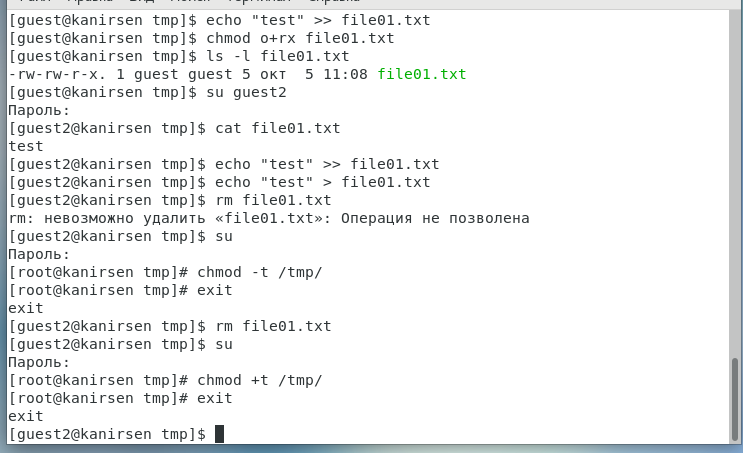 [guest@kanirsen tmp]$ echo "test" >> file01.txt
[guest@kanirsen tmp]$ chmod o+rx file01.txt
[guest@kanirsen tmp]$ ls -l file01.txt
-rw-rw-r-x. 1 guest guest 5 окт  5 11:08 file01.txt
[guest@kanirsen tmp]$ su guest2
Пароль:
[guest2@kanirsen tmp]$ cat file01.txt
test
[guest2@kanirsen tmp]$ echo "test" >> file01.txt
[guest2@kanirsen tmp]$ echo "test" > file01.txt
[guest2@kanirsen tmp]$ rm file01.txt
rm: невозможно удалить «file01.txt»: Операция не позволена
[guest2@kanirsen tmp]$ su
Пароль:
[root@kanirsen tmp]# chmod -t /tmp/
[root@kanirsen tmp]# exit
exit
[guest2@kanirsen tmp]$ rm file01.txt
[guest2@kanirsen tmp]$ su
Пароль:
[root@kanirsen tmp]# chmod +t /tmp/
[root@kanirsen tmp]# exit
exit
[guest2@kanirsen tmp]$